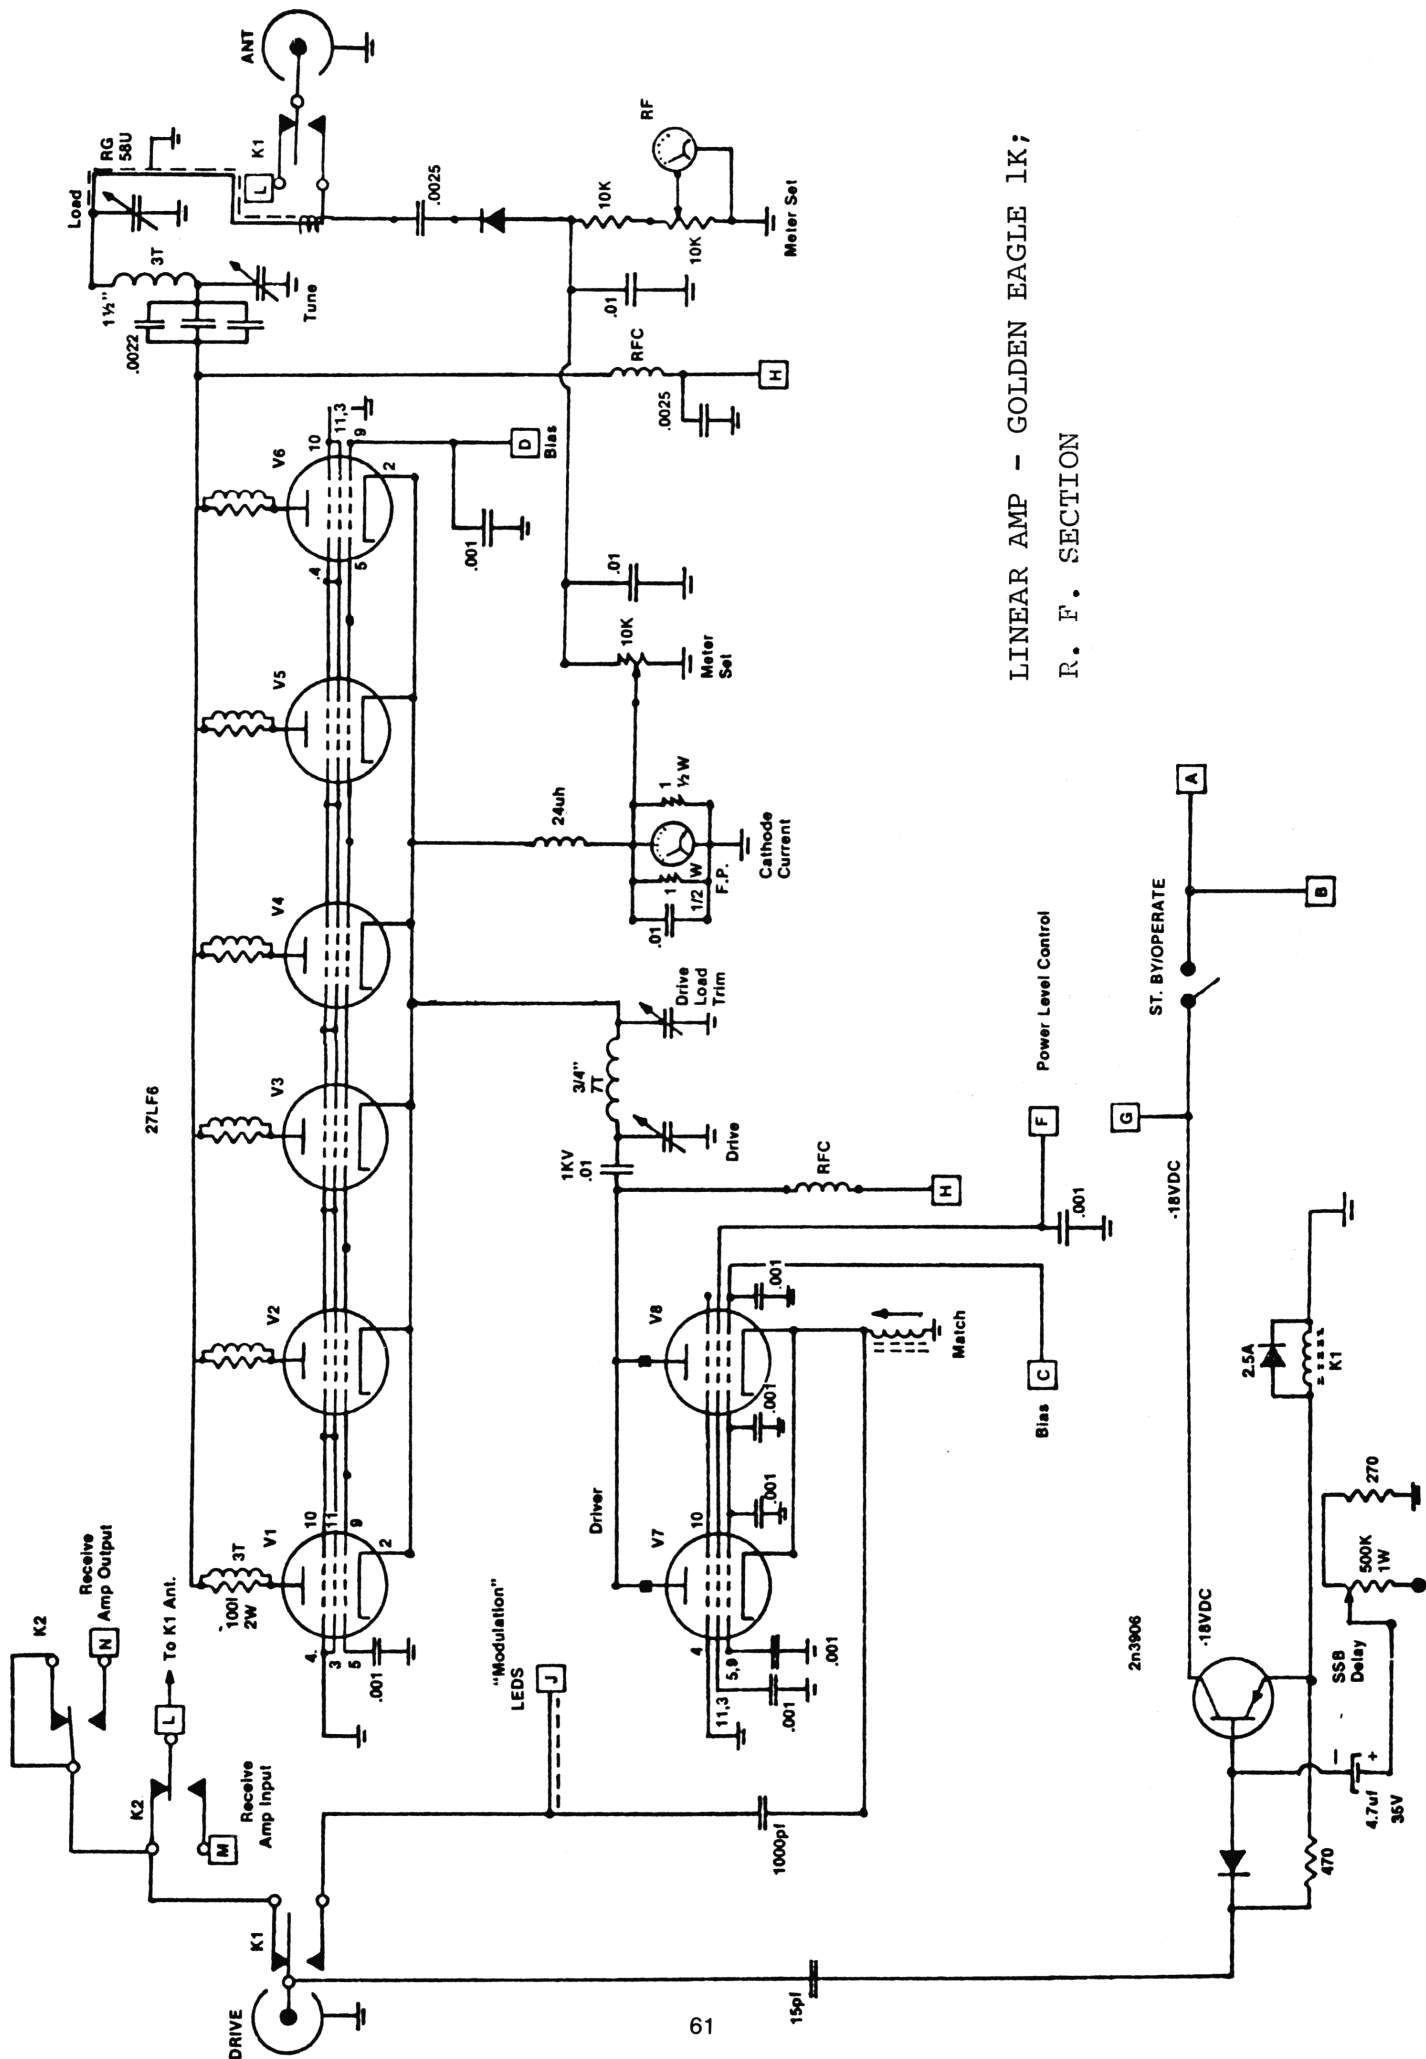 DRIVE
K1
K2
Receive
Amp Output
N
To K1 Ant.
L
K2
M
Receive
Amp Input
27LF6
100
2W
3T
V1
10
11
9
2
4.
3
5
.001
V2
V3
V4
V5
V6
.4
5
10
11,3
9
2
D
Bias
.001
.0022
1½"
3T
Tune
Load
RG
58U
L
K1
ANT
.0025
10K
10K
RF
Meter Set
.01
RFC
.0025
H
.01
10K
Meter
Set
24uh
1
½ W
1
1/2 W
F.P.
.01
Cathode
Current
Drive
Load
Trim
3/4"
7T
Drive
1KV
.01
RFC
H
Driver
V7
V8
10
4
5,9
11,3
.001
.001
.001
.001
.001
Match
"Modulation"
LEDS
J
1000pf
15pf
F
Power Level Control
.001
C
Bias
A
B
ST. BY/OPERATE
G
-18VDC
-18VDC
2n3906
2.5A
K1
270
500K
1W
SSB
Delay
4.7uf
35V
- +
470
LINEAR AMP - GOLDEN EAGLE 1K;
R. F. SECTION
61